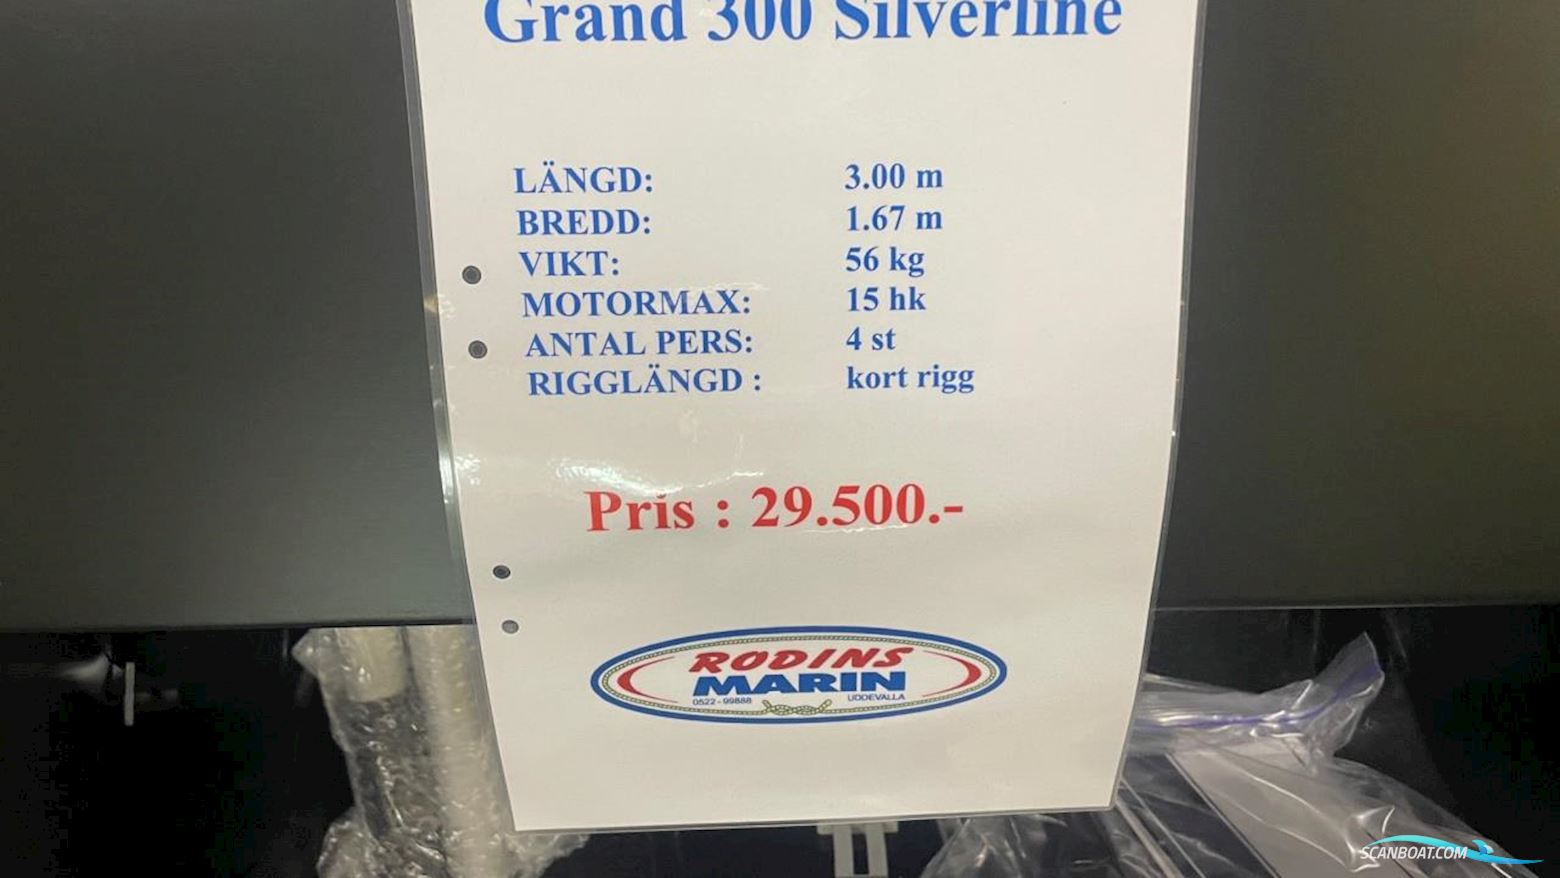 Grand 300 Silverline
LÄNGD: 3.00 m
BREDD: 1.67 m
VIKT: 56 kg
MOTORMAX: 15 hk
ANTAL PERS: 4 st
RIGGLÄNGD : kort rigg
Pris : 29.500.-
RODINS
MARIN
0522 - 99888 UDDEVALLA
SCANBOAT.COM